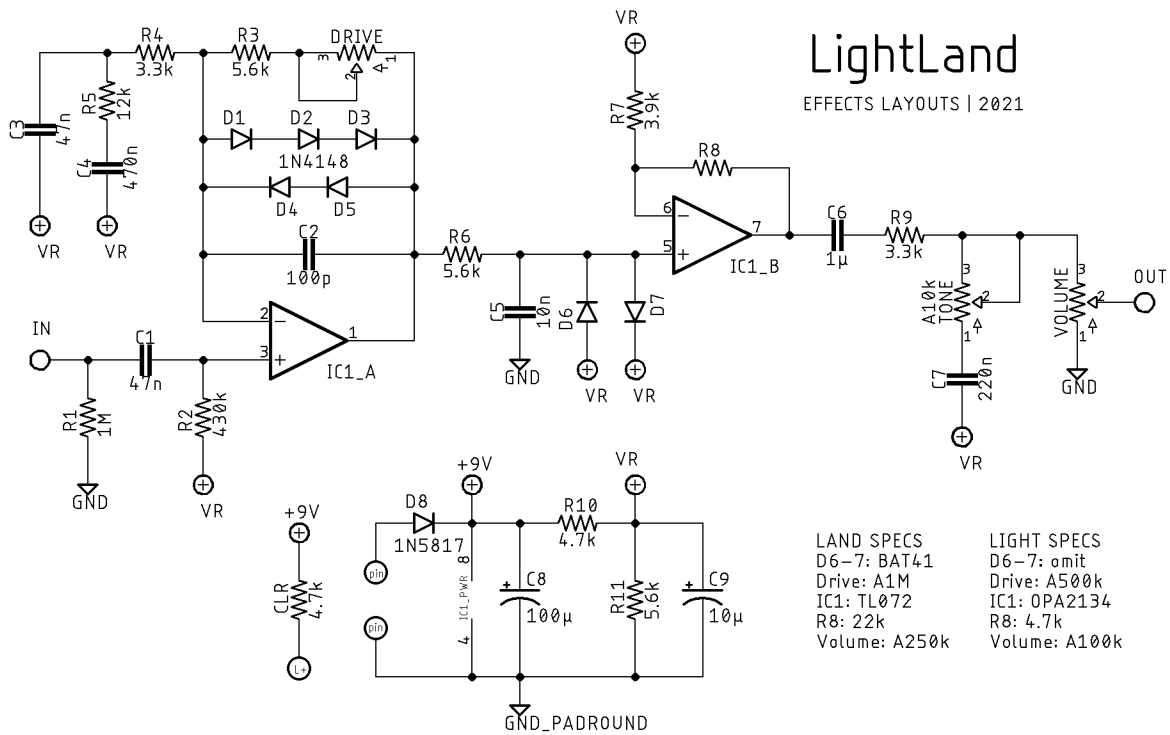 LightLand
EFFECTS LAYOUTS | 2021
R4
3.3k
R3
5.6k
DRIVE
3
2
1
R5
12k
C3
47n
C4
470n
VR
VR
D1
D2
D3
1N4148
D4
D5
C2
100p
2
3
1
IC1_A
IN
C1
47n
R1
1M
R2
430k
GND
VR
R6
5.6k
C5
10n
GND
D6
D7
VR
VR
VR
R7
3.9k
R8
6
5
7
IC1_B
C6
1µ
R9
3.3k
A10k
TONE
3
2
1
C7
220n
VR
VOLUME
3
2
1
GND
OUT
+9V
CLR
4.7k
L+
D8
1N5817
pin
pin
+9V
8
IC1_PWR
4
C8
100µ
R10
4.7k
VR
R11
5.6k
C9
10µ
GND_PADROUND
LAND SPECS
D6-7: BAT41
Drive: A1M
IC1: TL072
R8: 22k
Volume: A250k
LIGHT SPECS
D6-7: omit
Drive: A500k
IC1: OPA2134
R8: 4.7k
Volume: A100k